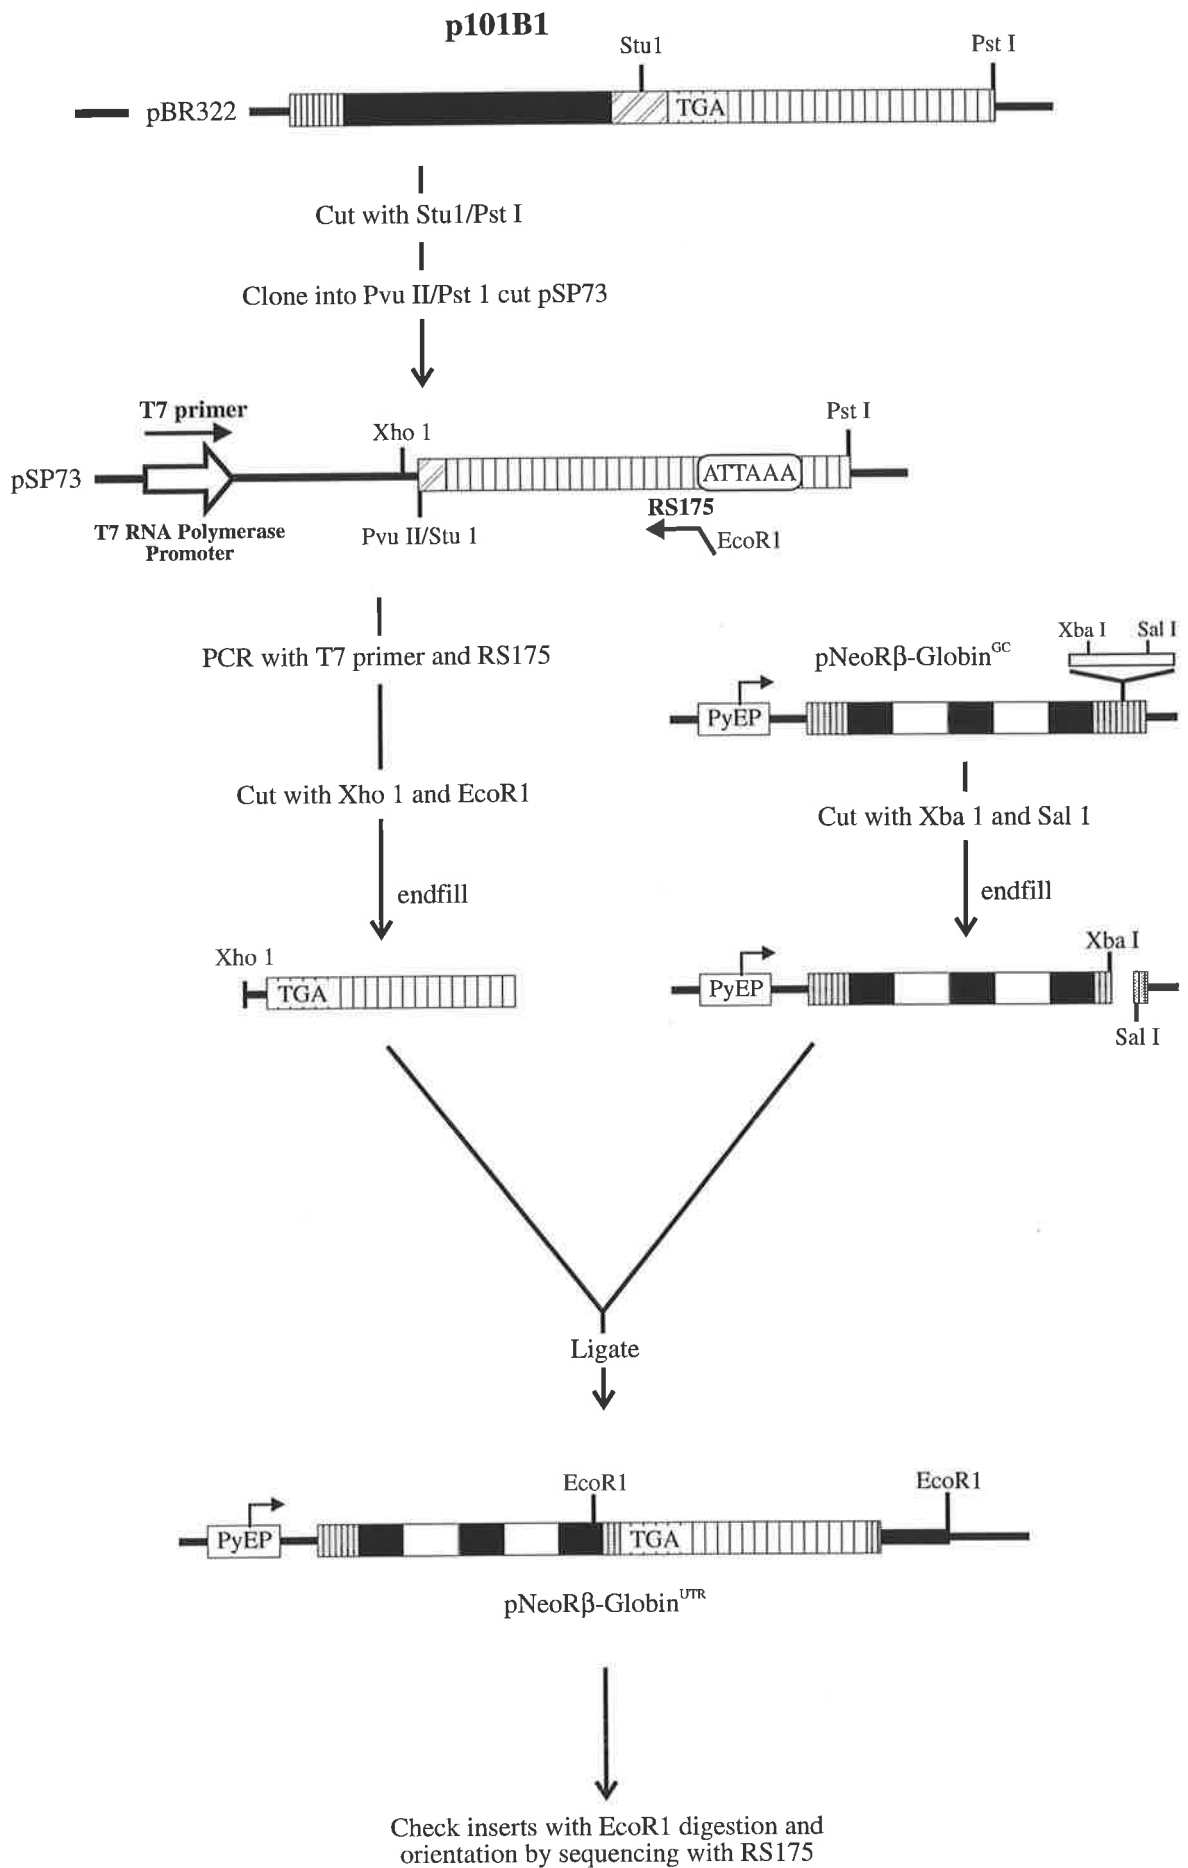 p101B1
Stu1
Pst I
pBR322
TGA
Cut with Stu1/Pst I
Clone into Pvu II/Pst 1 cut pSP73
T7 primer
Xho 1
Pst I
pSP73
ATTAAA
RS175
T7 RNA Polymerase
Promoter
Pvu II/Stu 1
EcoR1
PCR with T7 primer and RS175
Xba I
Sal I
pNeoRβ-Globin^GC
PyEP
Cut with Xho 1 and EcoR1
Cut with Xba 1 and Sal 1
endfill
endfill
Xho 1
TGA
Xba I
PyEP
Sal I
Ligate
EcoR1
EcoR1
PyEP
TGA
pNeoRβ-Globin^UTR
Check inserts with EcoR1 digestion and
orientation by sequencing with RS175